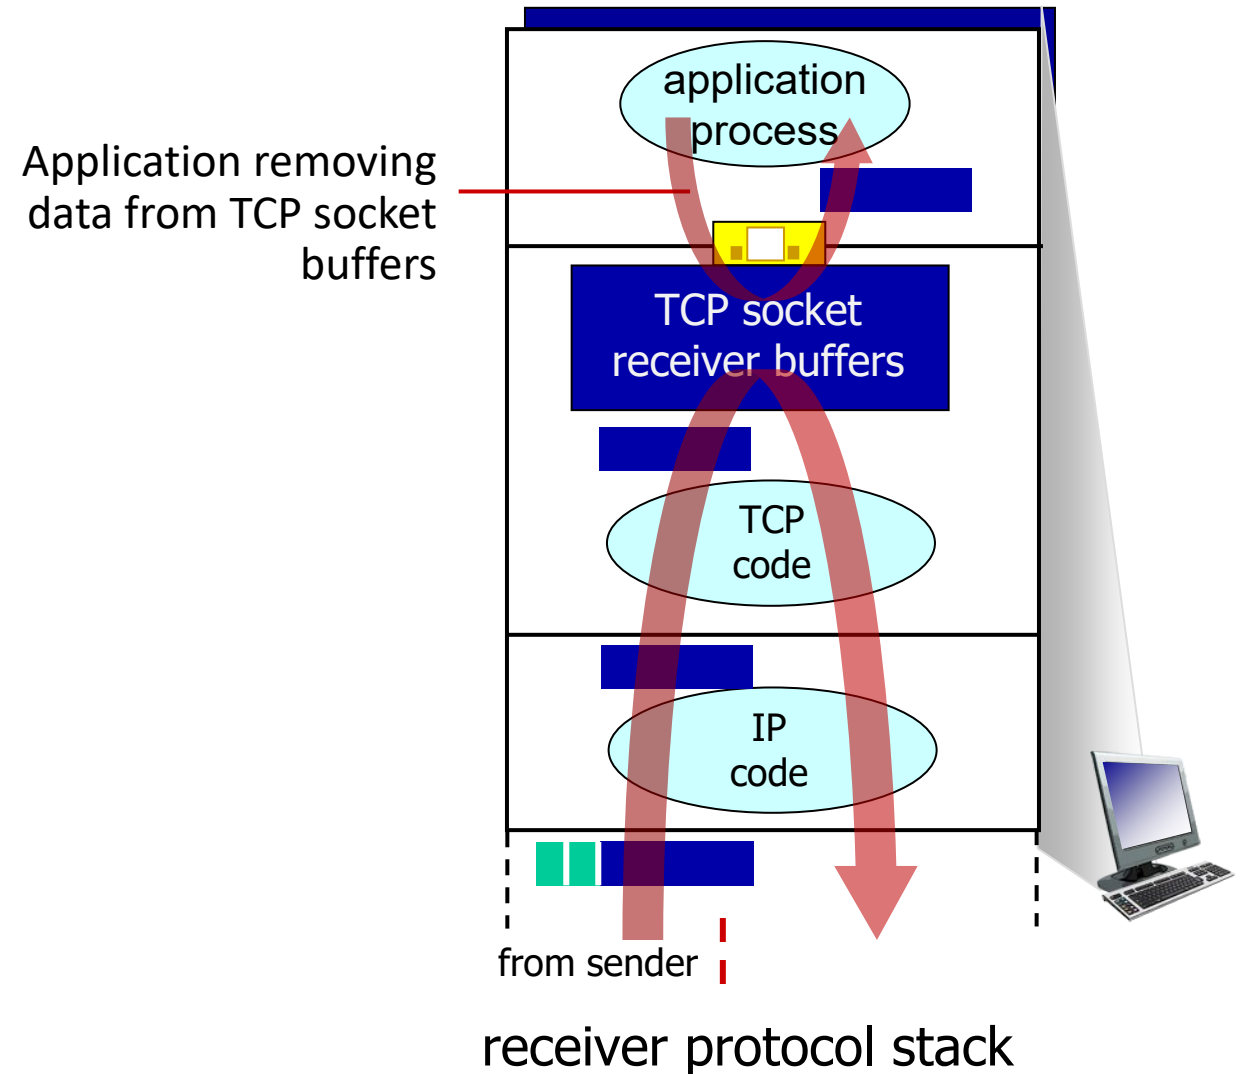 application
process
Application removing
data from TCP socket
buffers
TCP socket
receiver buffers
TCP
code
IP
code
from sender
receiver protocol stack